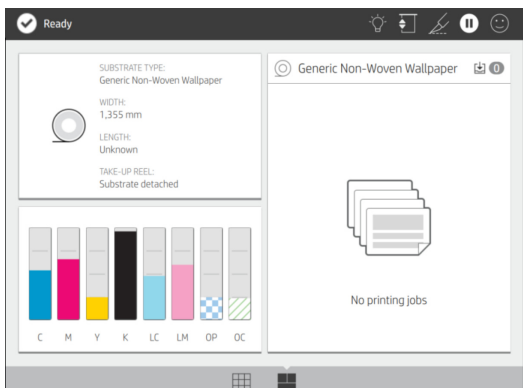 Ready
SUBSTRATE TYPE:
Generic Non-Woven Wallpaper
WIDTH:
1,355 mm
LENGTH:
Unknown
TAKE-UP REEL:
Substrate detached
C M Y K LC LM OP OC
Generic Non-Woven Wallpaper 0
No printing jobs